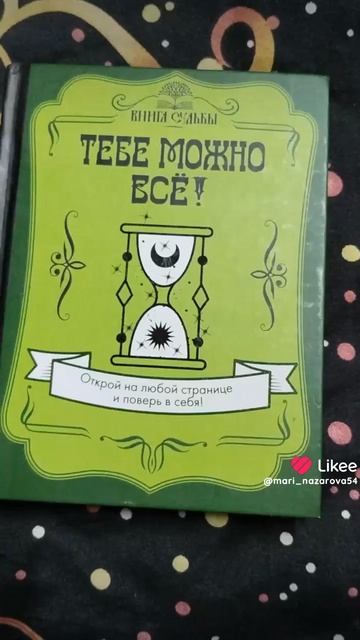 КНИГА СУДЬБЫ
ТЕБЕ МОЖНО
ВСЁ!
Открой на любой странице
и поверь в себя!
Likee
@mari_nazarova54